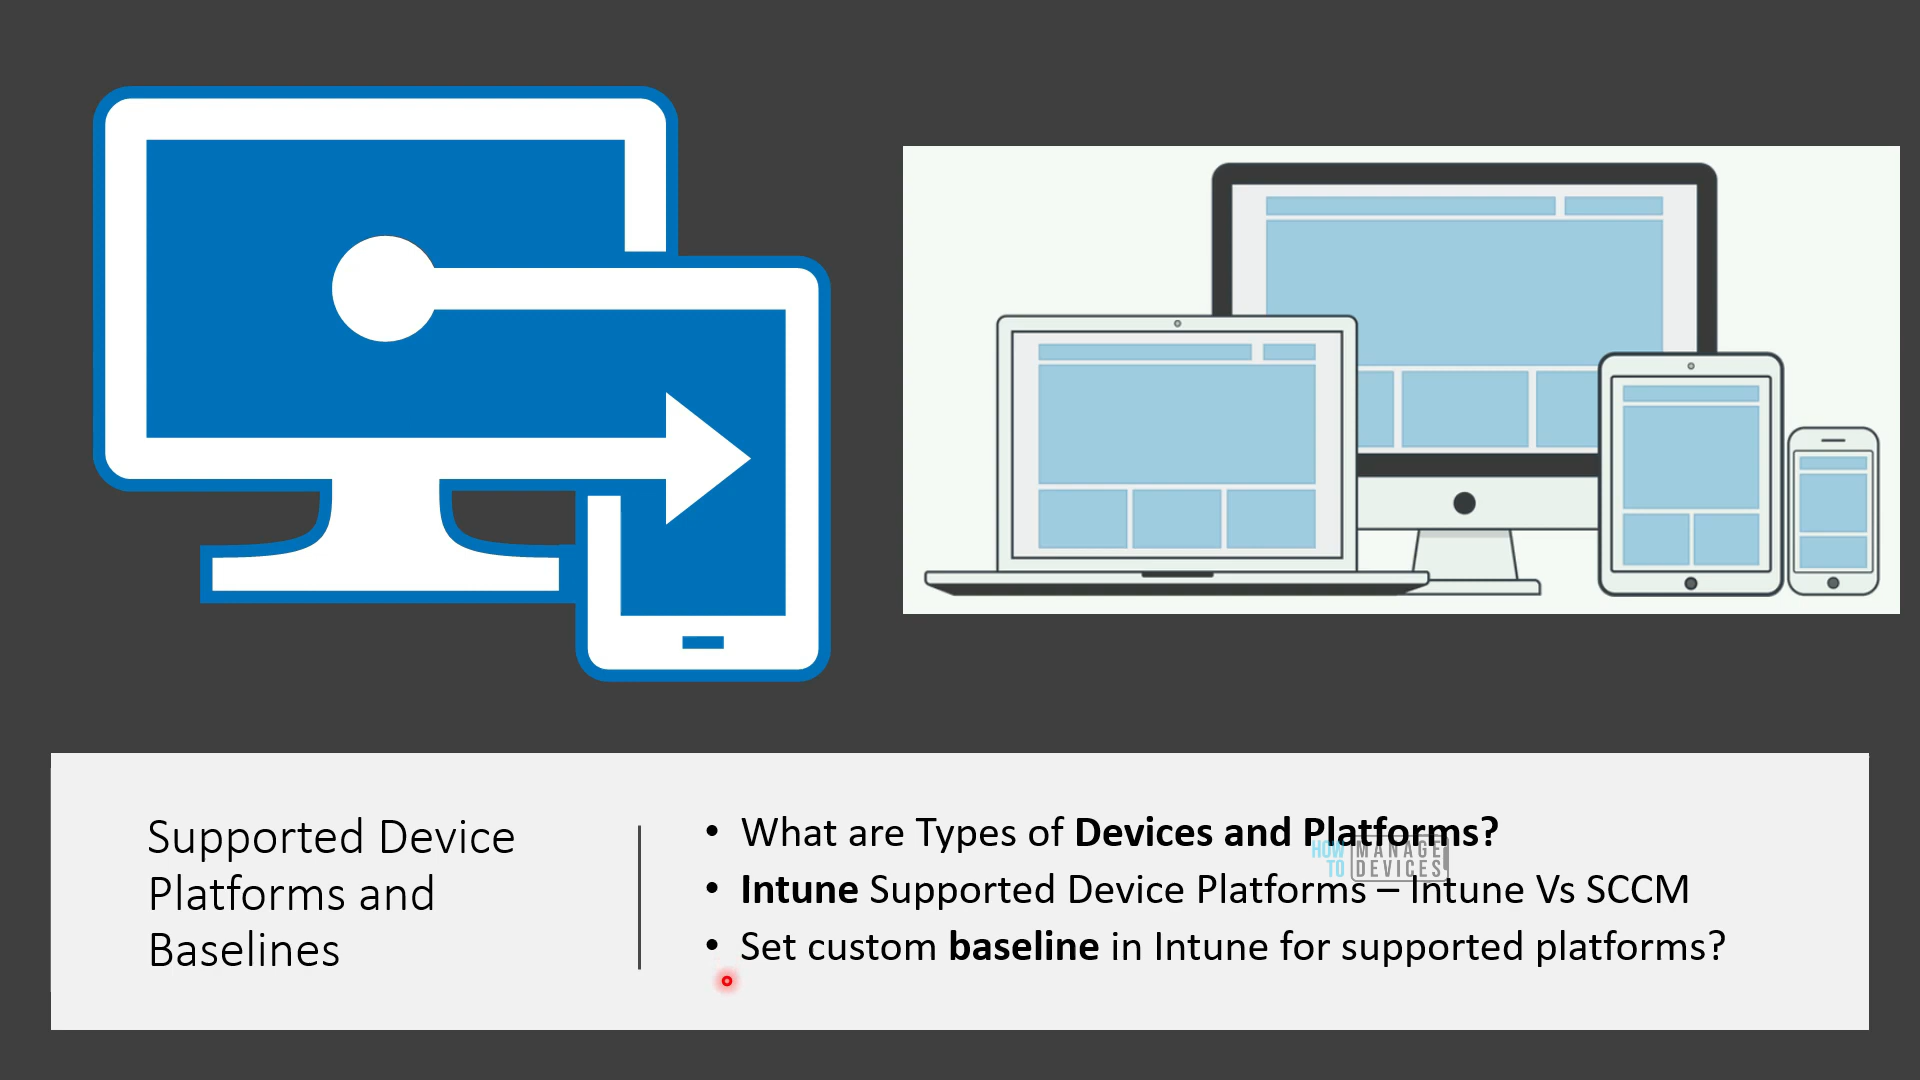 Supported Device
Platforms and
Baselines
• What are Types of Devices and Platforms?
• Intune Supported Device Platforms – Intune Vs SCCM
• Set custom baseline in Intune for supported platforms?
HOW TO MANAGE DEVICES